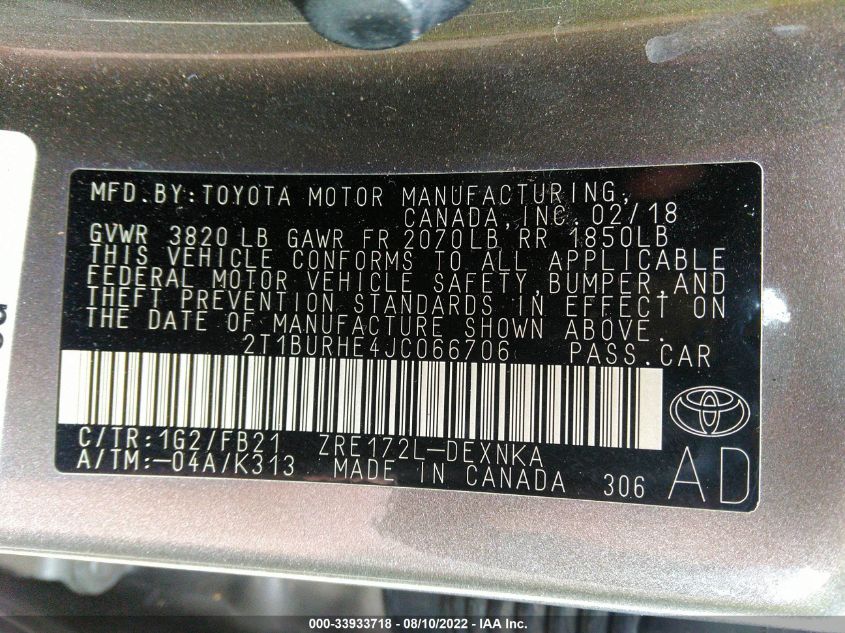 MFD.BY:TOYOTA MOTOR MANUFACTURING,
CANADA,INC. 02/18
GVWR 3820 LB GAWR FR 2070LB RR 1850LB
THIS VEHICLE CONFORMS TO ALL APPLICABLE
FEDERAL MOTOR VEHICLE SAFETY,BUMPER,AND
THEFT PREVENTION STANDARDS IN EFFECT ON
THE DATE OF MANUFACTURE SHOWN ABOVE.
2T1BURHE4JC066706 PASS.CAR
C/TR:1G2/FB21 ZRE172L-DEXNKA
A/TM:-04A/K313 MADE IN CANADA 306 AD
000-33933718 - 08/10/2022 - IAA Inc.